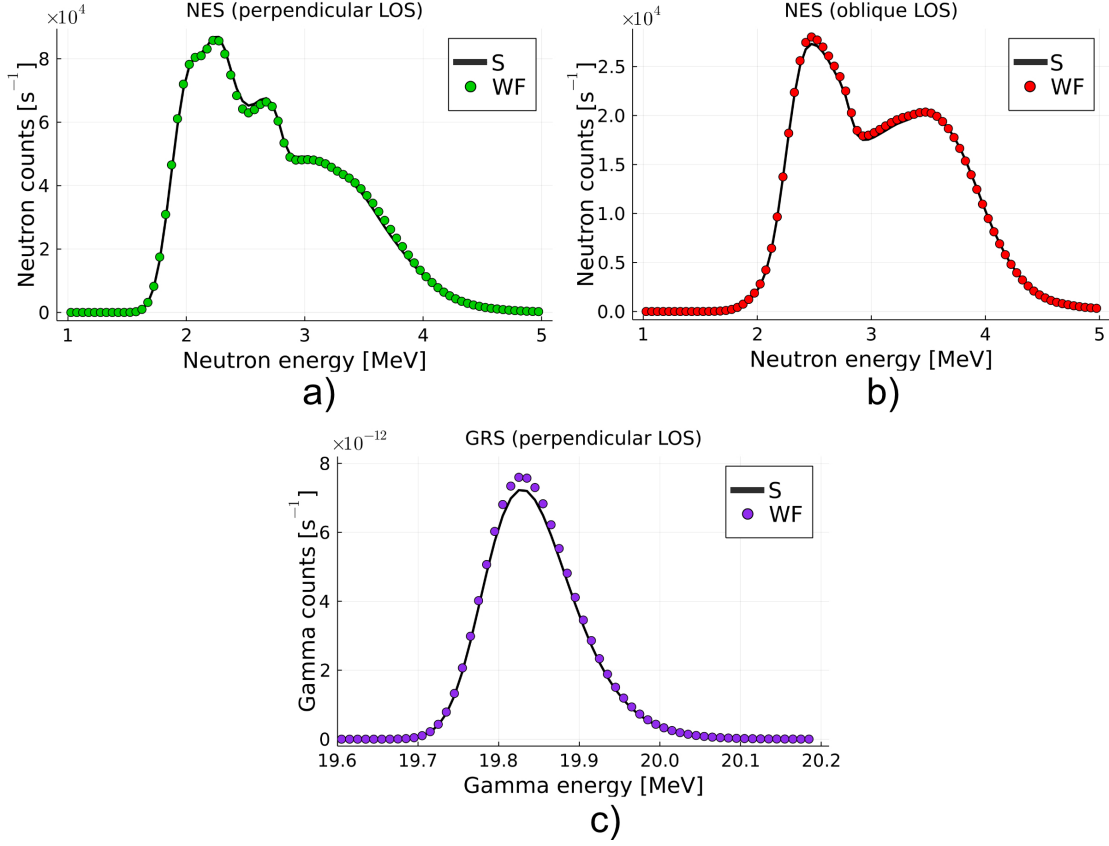 NES (perpendicular LOS)
×10⁴
Neutron counts [s⁻¹]
8
6
4
2
0
S
WF
1
2
3
4
5
Neutron energy [MeV]
a)
NES (oblique LOS)
×10⁴
Neutron counts [s⁻¹]
2.5
2.0
1.5
1.0
0.5
0.0
S
WF
1
2
3
4
5
Neutron energy [MeV]
b)
GRS (perpendicular LOS)
×10⁻¹²
Gamma counts [s⁻¹]
8
6
4
2
0
S
WF
19.6
19.7
19.8
19.9
20.0
20.1
20.2
Gamma energy [MeV]
c)